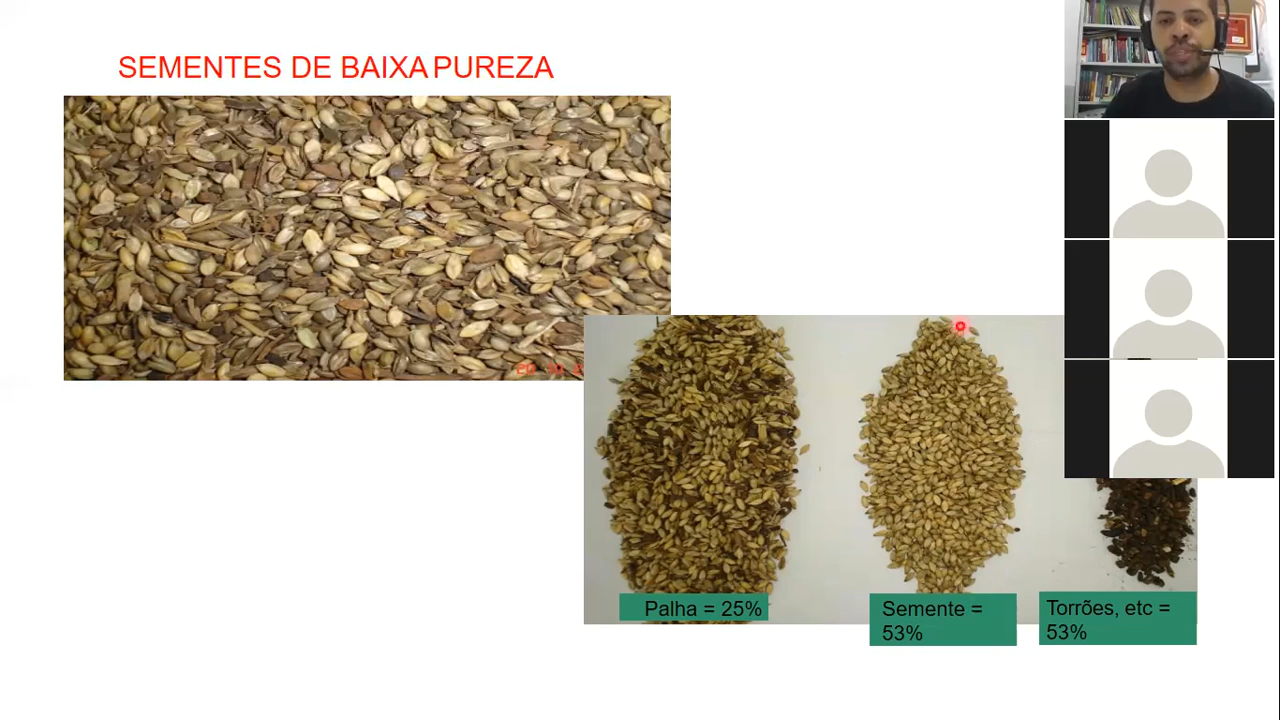 SEMENTES DE BAIXA PUREZA
Palha = 25%
Semente =
53%
Torrões, etc =
53%